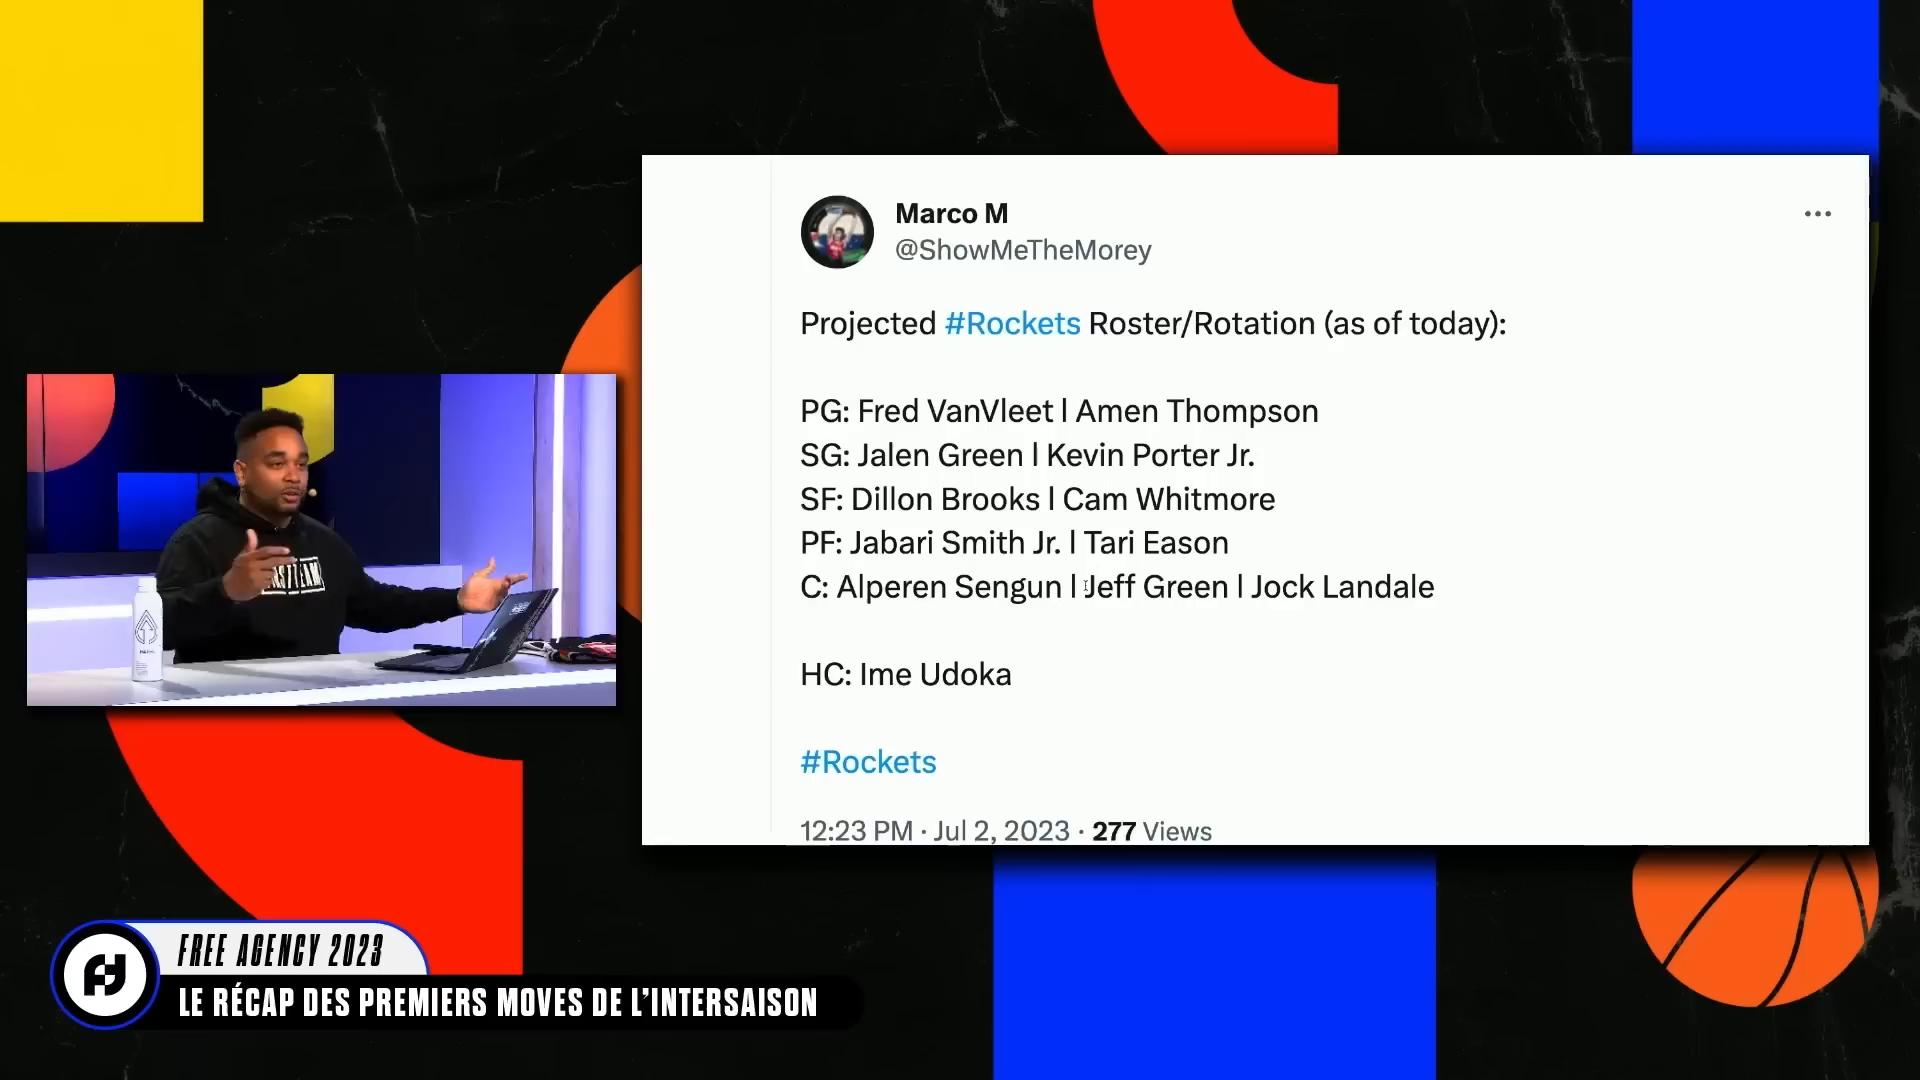 Marco M
@ShowMeTheMorey
Projected #Rockets Roster/Rotation (as of today):
PG: Fred VanVleet | Amen Thompson
SG: Jalen Green | Kevin Porter Jr.
SF: Dillon Brooks | Cam Whitmore
PF: Jabari Smith Jr. | Tari Eason
C: Alperen Sengun | Jeff Green | Jock Landale
HC: Ime Udoka
#Rockets
12:23 PM · Jul 2, 2023 · 277 Views
FREE AGENCY 2023
LE RÉCAP DES PREMIERS MOVES DE L'INTERSAISON